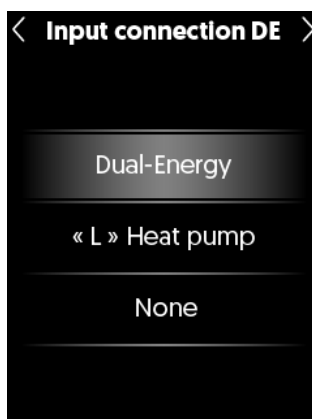 < Input connection DE >
Dual-Energy
« L » Heat pump
None